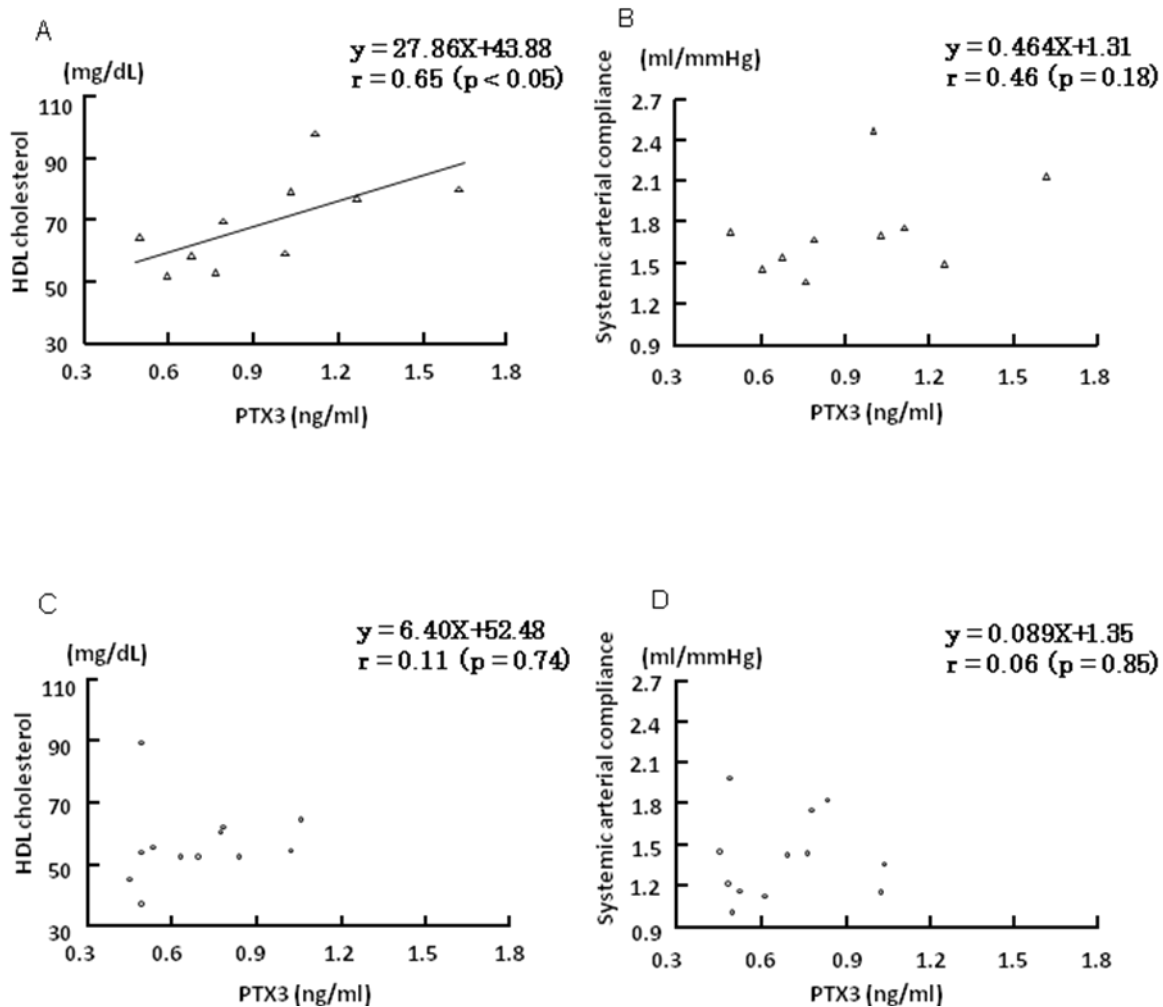 A
y = 27.86X+43.88
r = 0.65 (p < 0.05)
(mg/dL)
HDL cholesterol
110
90
70
50
30
0.3 0.6 0.9 1.2 1.5 1.8
PTX3 (ng/ml)
B
y = 0.464X+1.31
r = 0.46 (p = 0.18)
(ml/mmHg)
Systemic arterial compliance
2.7
2.4
2.1
1.8
1.5
1.2
0.9
0.3 0.6 0.9 1.2 1.5 1.8
PTX3 (ng/ml)
C
y = 6.40X+52.48
r = 0.11 (p = 0.74)
(mg/dL)
HDL cholesterol
110
90
70
50
30
0.3 0.6 0.9 1.2 1.5 1.8
PTX3 (ng/ml)
D
y = 0.089X+1.35
r = 0.06 (p = 0.85)
(ml/mmHg)
Systemic arterial compliance
2.7
2.4
2.1
1.8
1.5
1.2
0.9
0.3 0.6 0.9 1.2 1.5 1.8
PTX3 (ng/ml)